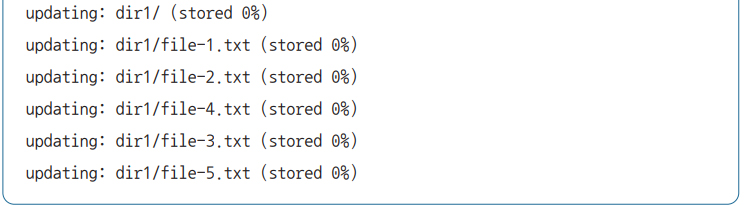 updating: dir1/ (stored 0%)
updating: dir1/file-1.txt (stored 0%)
updating: dir1/file-2.txt (stored 0%)
updating: dir1/file-4.txt (stored 0%)
updating: dir1/file-3.txt (stored 0%)
updating: dir1/file-5.txt (stored 0%)